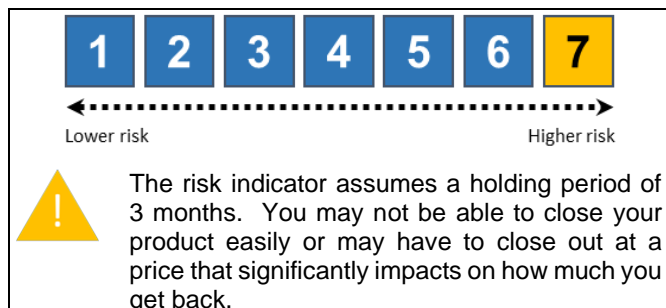 1 2 3 4 5 6 7
Lower risk Higher risk
!
The risk indicator assumes a holding period of
3 months. You may not be able to close your
product easily or may have to close out at a
price that significantly impacts on how much you
get back.